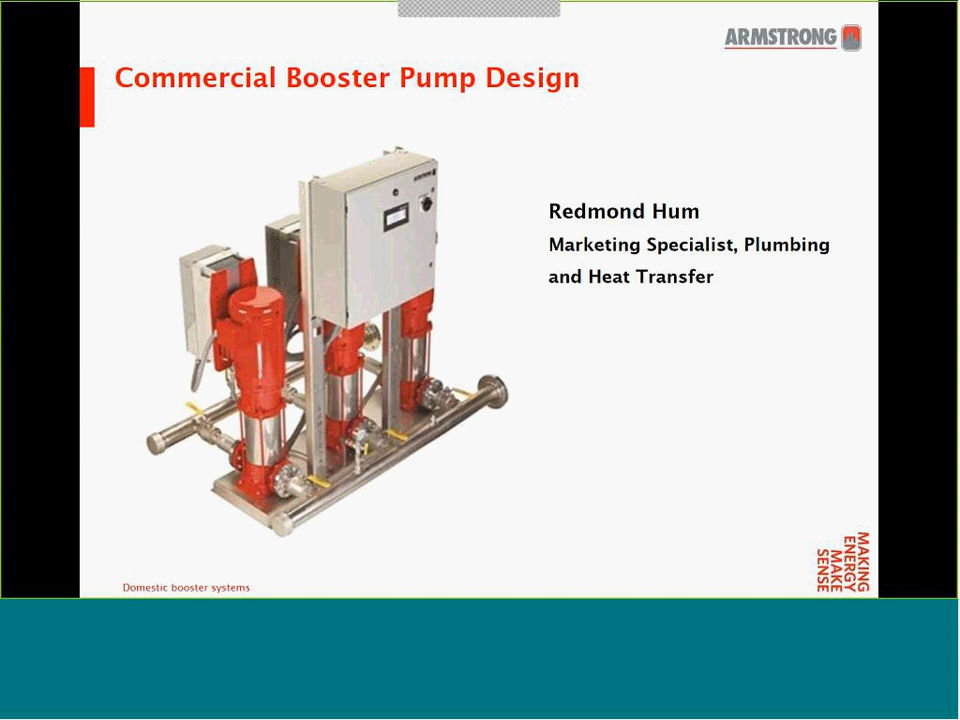 ARMSTRONG
Commercial Booster Pump Design
Redmond Hum
Marketing Specialist, Plumbing
and Heat Transfer
Domestic booster systems
MAKING
ENERGY
MAKE
SENSE